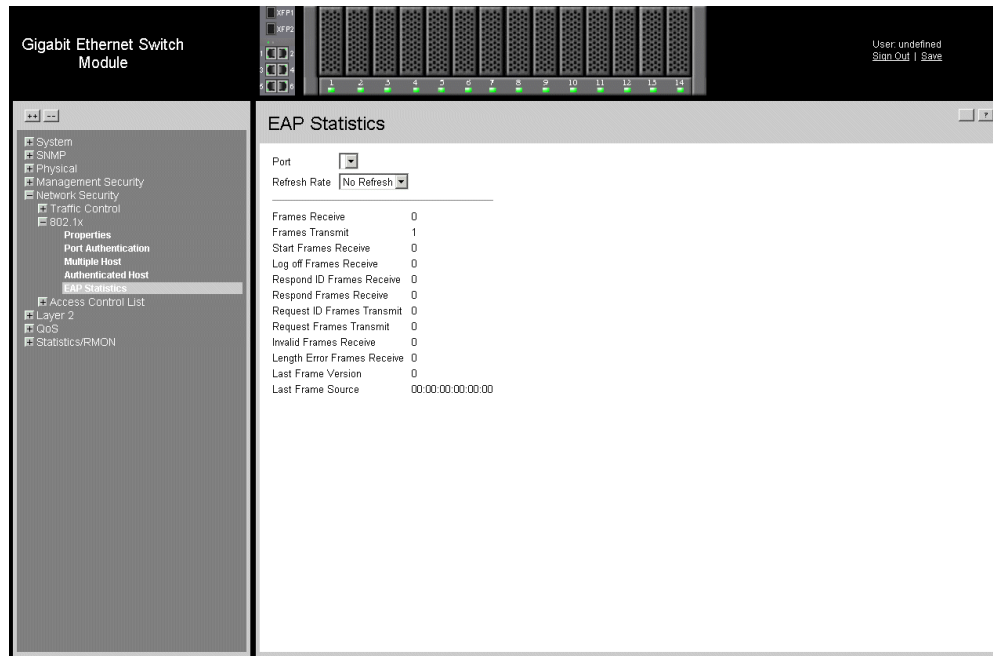 Gigabit Ethernet Switch
Module
XFP1
XFP2
1 2
3 4
5 6
1 2 3 4 5 6 7 8 9 10 11 12 13 14
User: undefined
Sign Out | Save
++ --
System
SNMP
Physical
Management Security
Network Security
Traffic Control
802.1x
Properties
Port Authentication
Multiple Host
Authenticated Host
EAP Statistics
Access Control List
Layer 2
QoS
Statistics/RMON
EAP Statistics
?
Port
Refresh Rate No Refresh
Frames Receive 0
Frames Transmit 1
Start Frames Receive 0
Log off Frames Receive 0
Respond ID Frames Receive 0
Respond Frames Receive 0
Request ID Frames Transmit 0
Request Frames Transmit 0
Invalid Frames Receive 0
Length Error Frames Receive 0
Last Frame Version 0
Last Frame Source 00:00:00:00:00:00